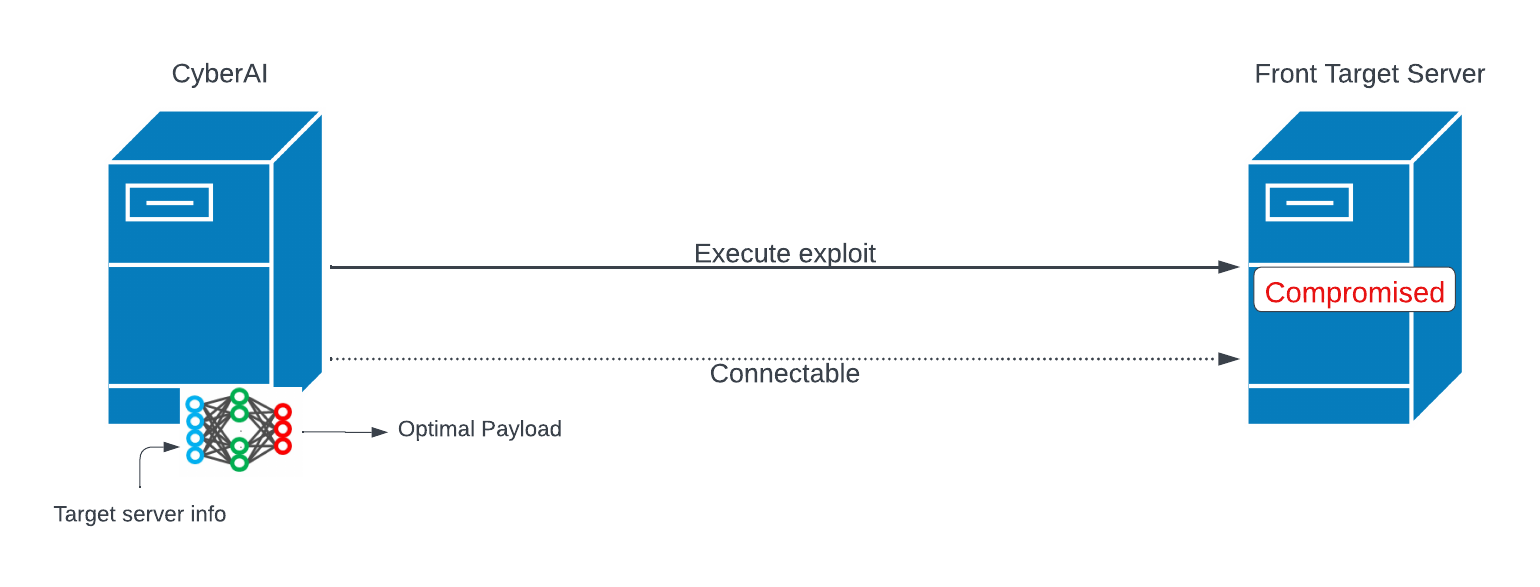 CyberAI
Front Target Server
Execute exploit
Compromised
Connectable
Optimal Payload
Target server info